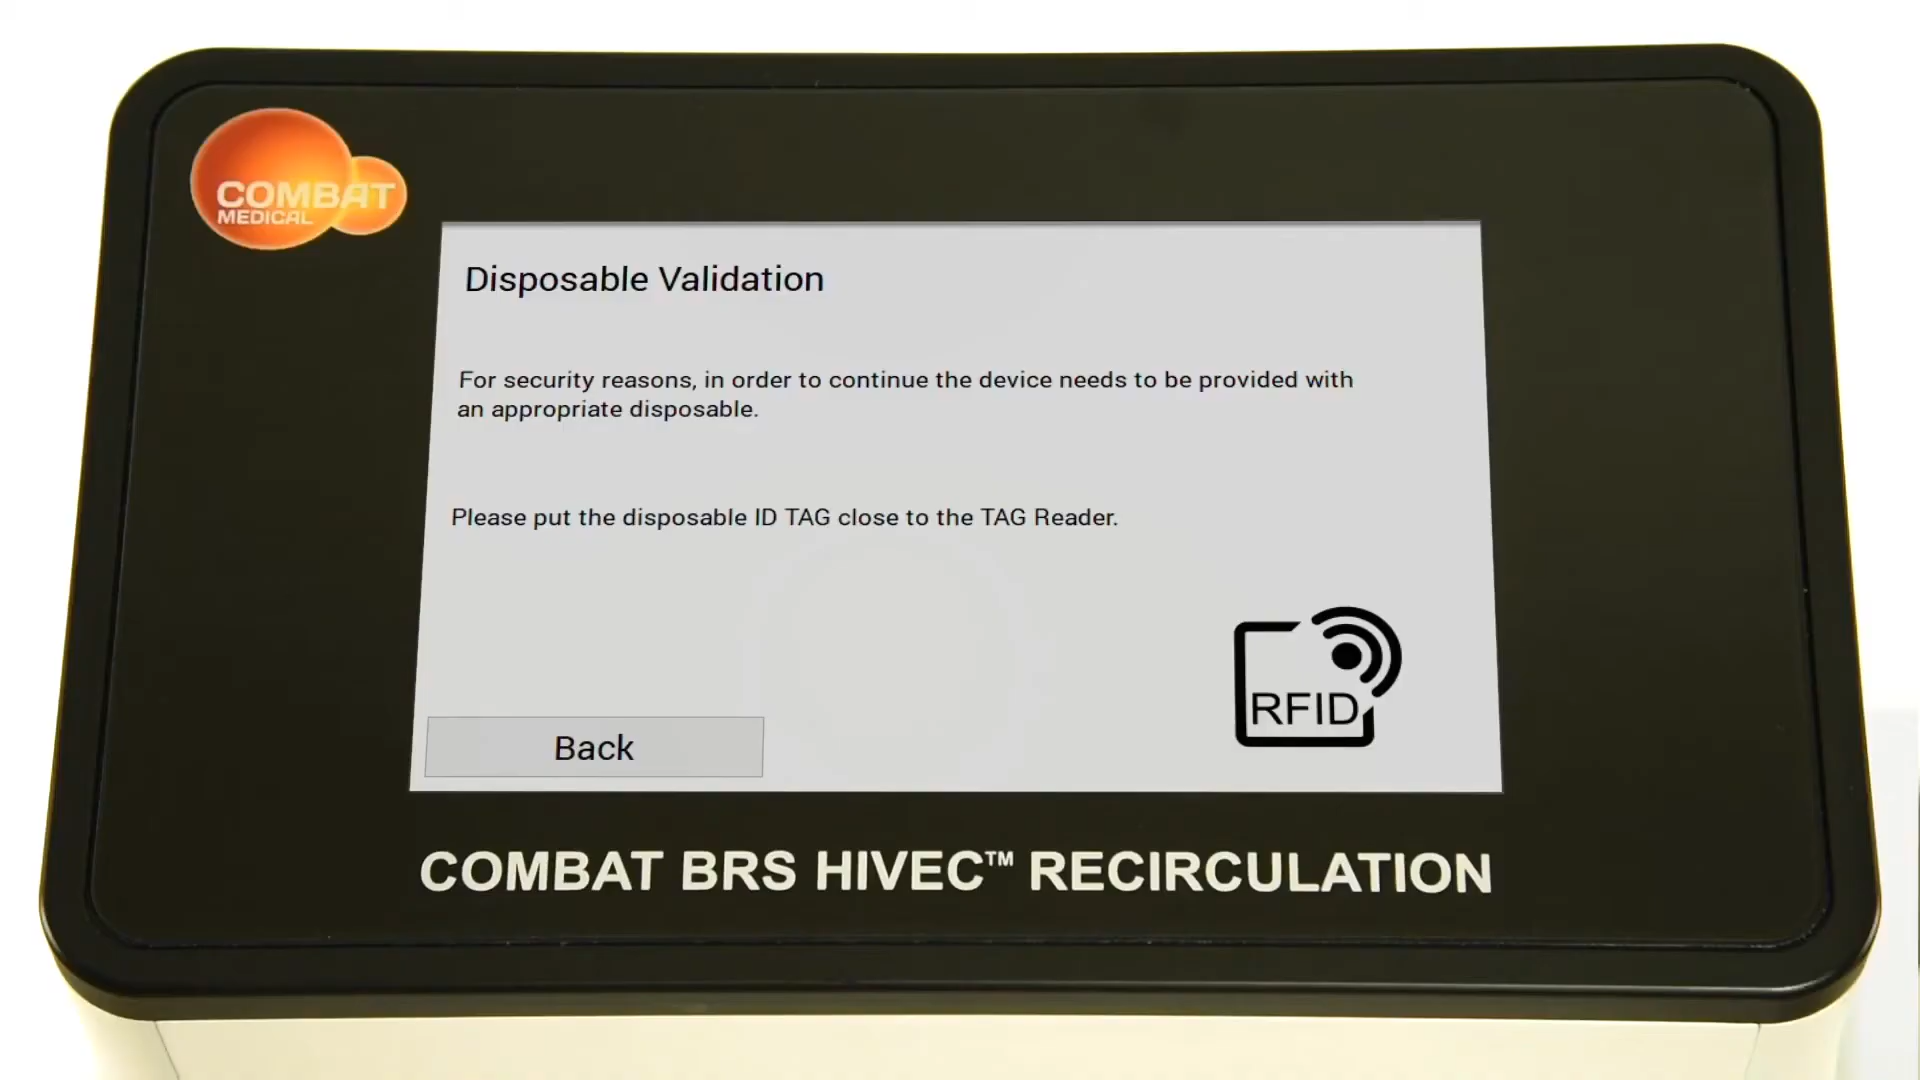 COMBAT
MEDICAL
Disposable Validation
For security reasons, in order to continue the device needs to be provided with
an appropriate disposable.
Please put the disposable ID TAG close to the TAG Reader.
RFID
Back
COMBAT BRS HIVEC™ RECIRCULATION